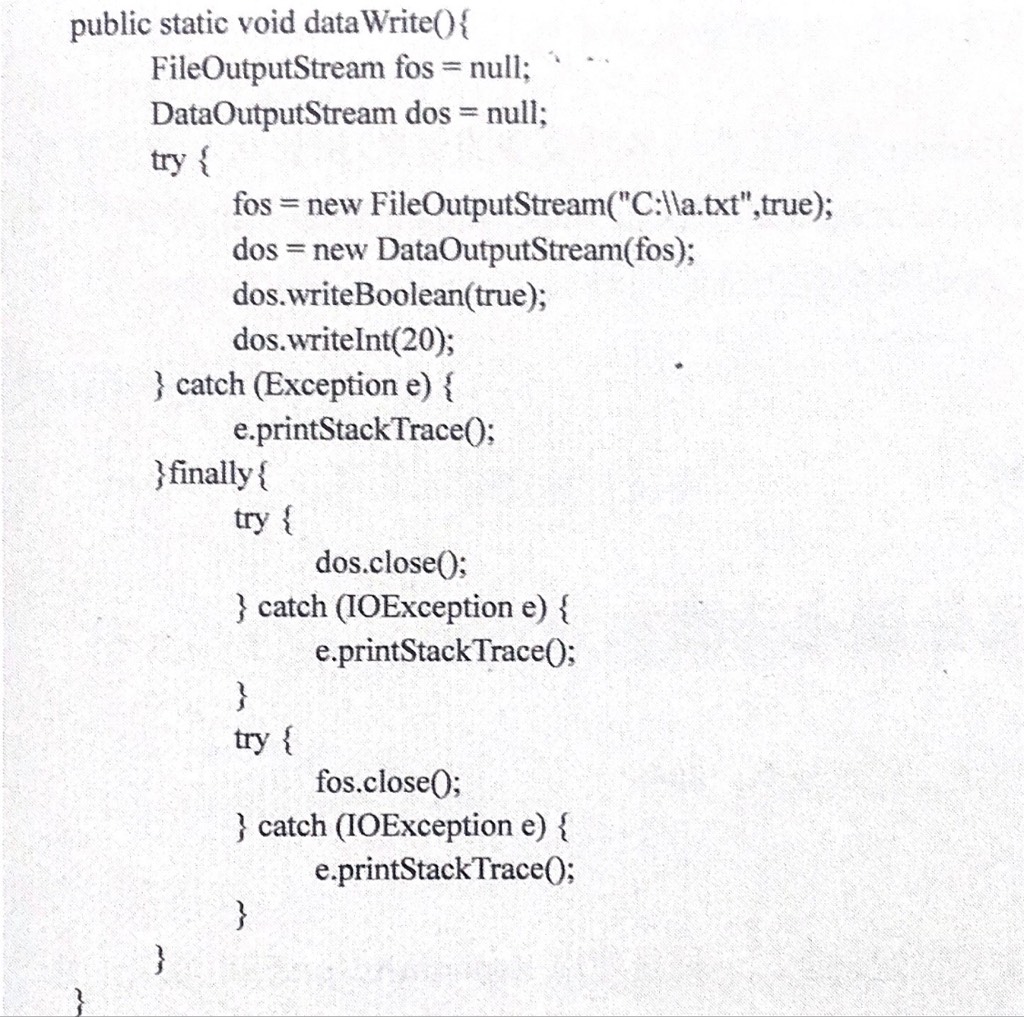 public static void dataWrite(){
FileOutputStream fos = null;
DataOutputStream dos = null;
try {
fos = new FileOutputStream("C:\\a.txt",true);
dos = new DataOutputStream(fos);
dos.writeBoolean(true);
dos.writeInt(20);
} catch (Exception e) {
e.printStackTrace();
}finally{
try {
dos.close();
} catch (IOException e) {
e.printStackTrace();
}
try {
fos.close();
} catch (IOException e) {
e.printStackTrace();
}
}
}